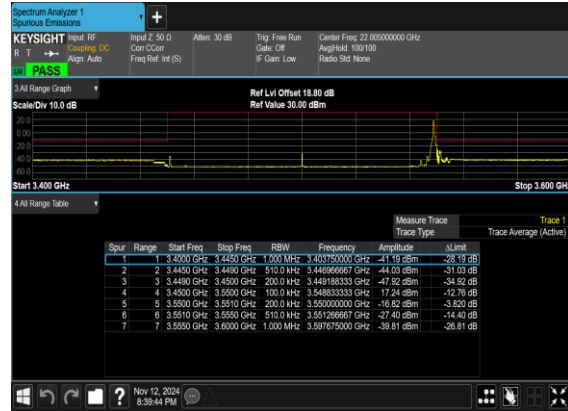 Spectrum Analyzer 1
Spurious Emissions
KEYSIGHT Input: RF Input Z: 50 Ω Atten: 30 dB Trig: Free Run Center Freq: 22.005000000 GHz
R T Coupling: DC Corr CCorr Gate: Off Avg|Hold: 100/100
Align: Auto Freq Ref: Int (S) IF Gain: Low Radio Std: None
PASS
3 All Range Graph Ref Lvl Offset 18.80 dB
Scale/Div 10.0 dB Ref Value 30.00 dBm
20.0
0.00
-20.0
-40.0
-60.0
Start 3.400 GHz Stop 3.600 GH
4 All Range Table
Measure Trace Trace 1
Trace Type Trace Average (Active)
Spur Range Start Freq Stop Freq RBW Frequency Amplitude ΔLimit
1 1 3.4000 GHz 3.4450 GHz 1.000 MHz 3.403750000 GHz -41.19 dBm -28.19 dB
2 2 3.4450 GHz 3.4490 GHz 510.0 kHz 3.446966667 GHz -44.03 dBm -31.03 dB
3 3 3.4490 GHz 3.4500 GHz 200.0 kHz 3.449188333 GHz -47.92 dBm -34.92 dB
4 4 3.4500 GHz 3.5500 GHz 100.0 kHz 3.548833333 GHz 17.24 dBm -12.76 dB
5 5 3.5500 GHz 3.5510 GHz 200.0 kHz 3.550000000 GHz -16.82 dBm -3.820 dB
6 6 3.5510 GHz 3.5550 GHz 510.0 kHz 3.551266667 GHz -27.40 dBm -14.40 dB
7 7 3.5550 GHz 3.6000 GHz 1.000 MHz 3.597675000 GHz -39.81 dBm -26.81 dB
Nov 12, 2024
8:39:44 PM